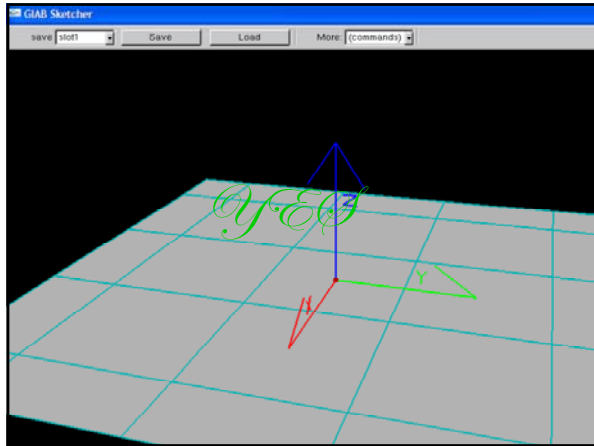 GIAB Sketcher
save slot1 Save Load More: (commands)
YES
Z
Y
X